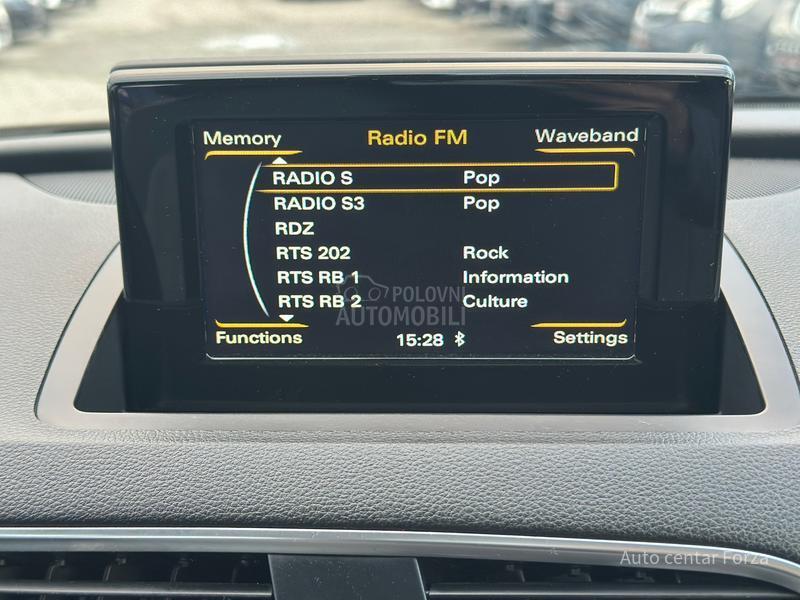 Memory Radio FM Waveband
RADIO S Pop
RADIO S3 Pop
RDZ
RTS 202 Rock
RTS RB 1 Information
RTS RB 2 Culture
POLOVNI
AUTOMOBILI
Functions 15:28 Settings
Auto centar Forza